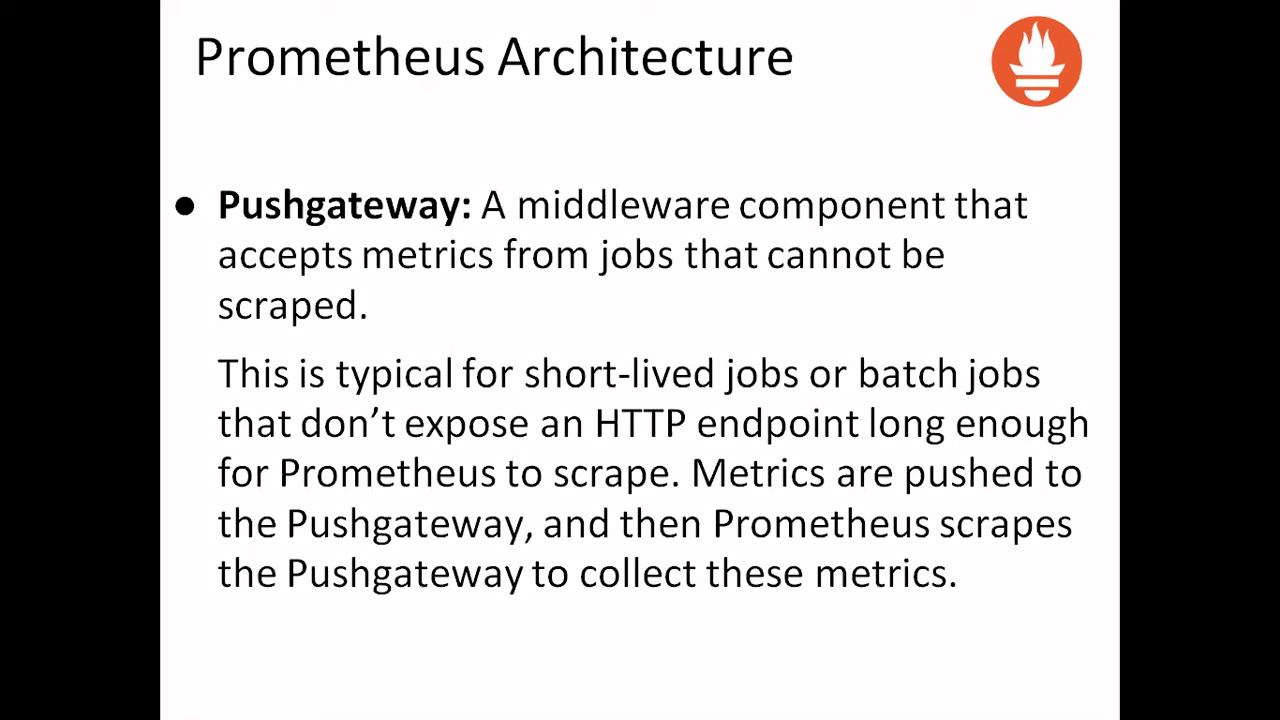 Prometheus Architecture
● Pushgateway: A middleware component that
accepts metrics from jobs that cannot be
scraped.
This is typical for short-lived jobs or batch jobs
that don’t expose an HTTP endpoint long enough
for Prometheus to scrape. Metrics are pushed to
the Pushgateway, and then Prometheus scrapes
the Pushgateway to collect these metrics.